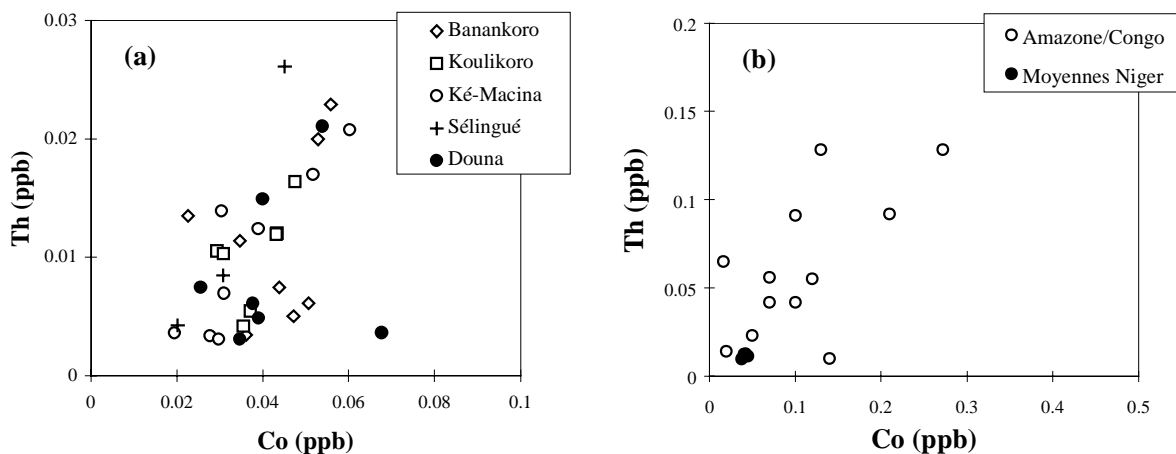 (a)
Banankoro
Koulikoro
Ké-Macina
Sélingué
Douna
0.03
0.02
0.01
0
Th (ppb)
0 0.02 0.04 0.06 0.08 0.1
Co (ppb)
(b)
Amazone/Congo
Moyennes Niger
0.2
0.15
0.1
0.05
0
Th (ppb)
0 0.1 0.2 0.3 0.4 0.5
Co (ppb)